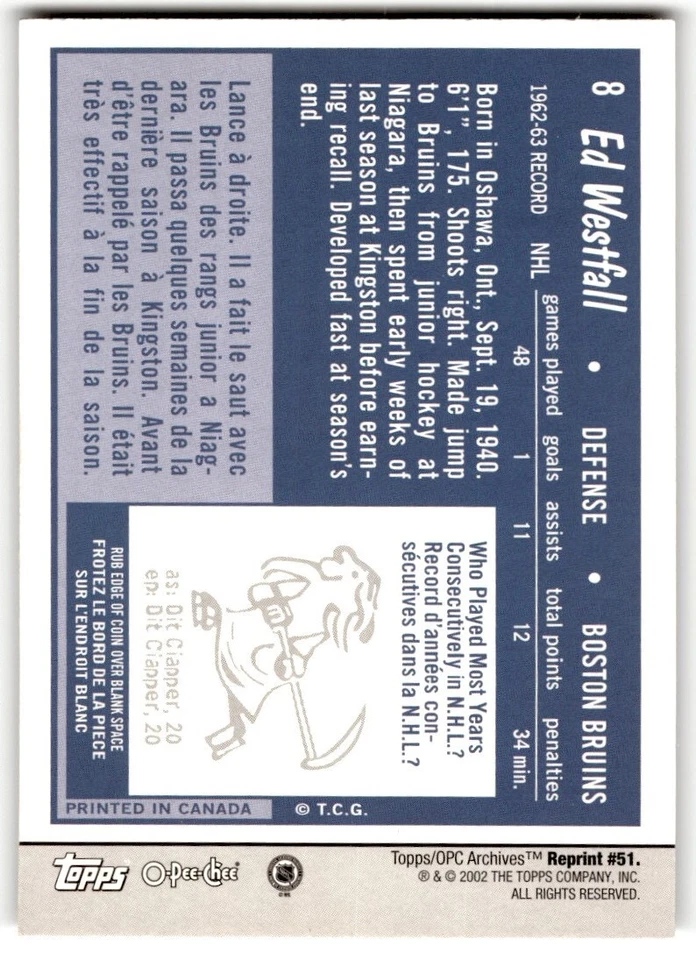 8 Ed Westfall • DEFENSE • BOSTON BRUINS
games played goals assists total points penalties
1962-63 RECORD NHL 48 1 11 12 34 min.
Born in Oshawa, Ont., Sept. 19, 1940.
6'1", 175. Shoots right. Made jump
to Bruins from junior hockey at
Niagara, then spent early weeks of
last season at Kingston before earn-
ing recall. Developed fast at season's
end.
Lance à droite. Il a fait le saut avec
les Bruins des rangs junior a Niag-
ara. Il passa quelques semaines de la
dernière saison à Kingston. Avant
d'être rappelé par les Bruins. Il était
très effectif à la fin de la saison.
Who Played Most Years
Consecutively in N.H.L.?
Record d'années con-
sécutives dans la N.H.L.?
as: Dit Clapper, 20
ep: Dit Clapper, 20
RUB EDGE OF COIN OVER BLANK SPACE
FROTEZ LE BORD DE LA PIECE
SUR L'ENDROIT BLANC
PRINTED IN CANADA © T.C.G.
Topps O-Pee-Chee NHL
Topps/OPC Archives™ Reprint #51.
® & © 2002 THE TOPPS COMPANY, INC.
ALL RIGHTS RESERVED.